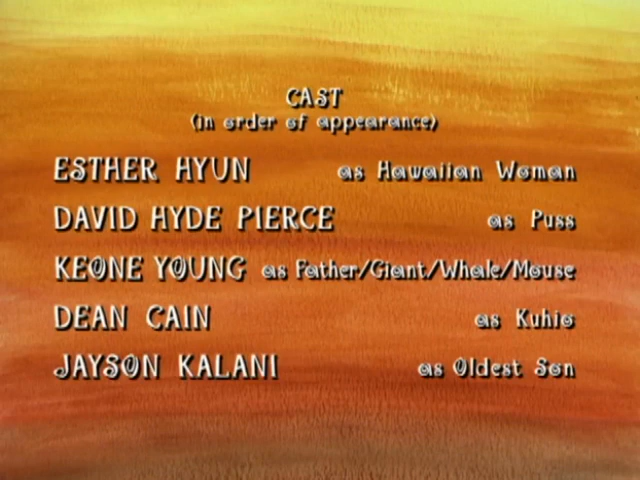 CAST
(in order of appearance)
ESTHER HYUN as Hawaiian Woman
DAVID HYDE PIERCE as Puss
KEONE YOUNG as Father/Giant/Whale/Mouse
DEAN CAIN as Kuhio
JAYSON KALANI as Oldest Son